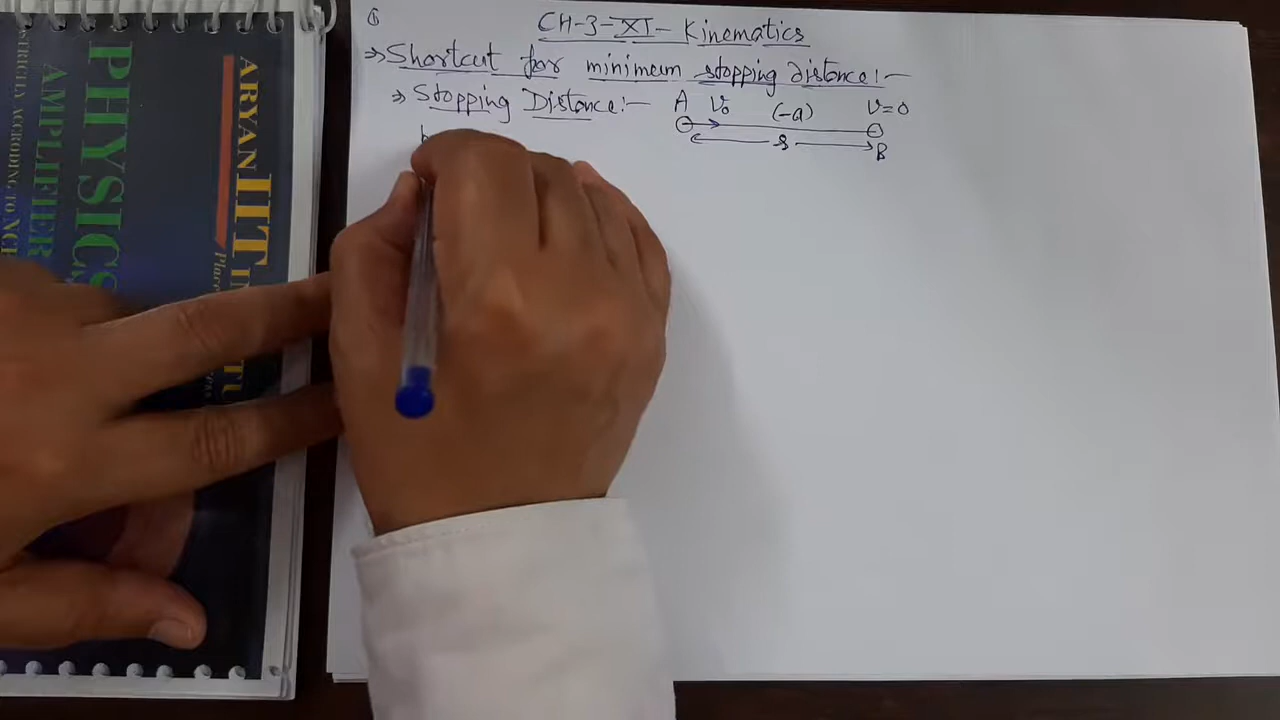 ①
CH-3-XI- Kinematics
⇒ Shortcut for minimum stopping distance:-
⇒ Stopping Distance:- A V₀ (-a) V=0
s
B
PHYSICS
AMPLIFIER
ARYAN IIT